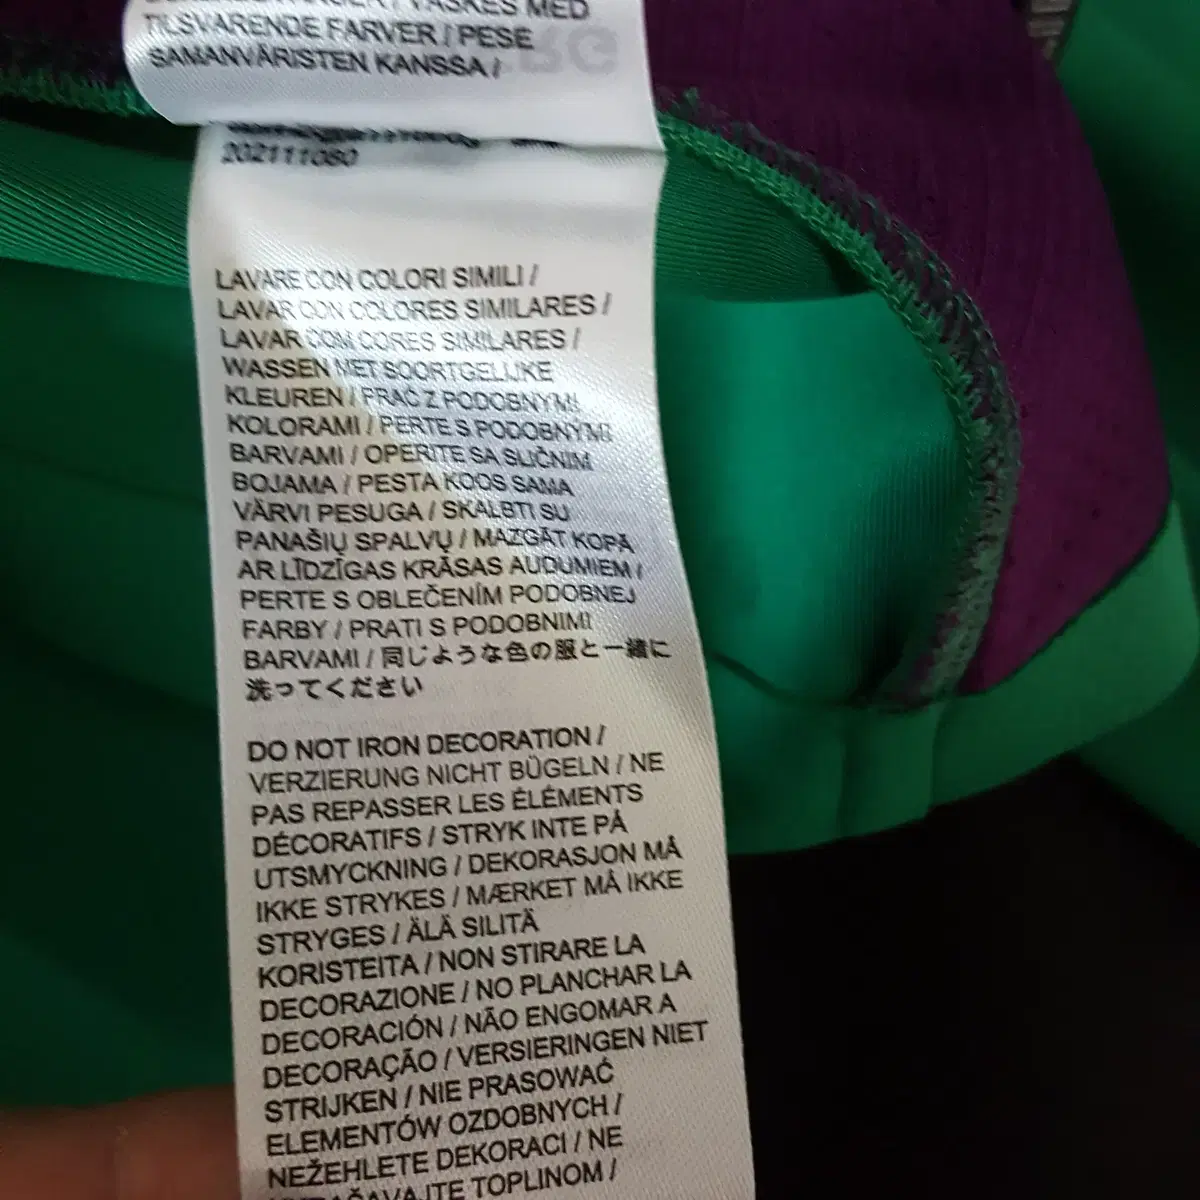 VASKES MED
TILSVARENDE FARVER / PESE
SAMANVÄRISTEN KANSSA /
202111080
LAVARE CON COLORI SIMILI /
LAVAR CON COLORES SIMILARES /
LAVAR COM CORES SIMILARES /
WASSEN MET SOORTGELIJKE
KLEUREN / PRAĆ Z PODOBNYMI
KOLORAMI / PERTE S PODOBNÝMI
BARVAMI / OPERITE SA SLIČNIM
BOJAMA / PESTA KOOS SAMA
VÄRVI PESUGA / SKALBTI SU
PANAŠIŲ SPALVŲ / MAZGĀT KOPĀ
AR LĪDZĪGAS KRĀSAS AUDUMIEM /
PERTE S OBLEČENÍM PODOBNEJ
FARBY / PRATI S PODOBNIMI
BARVAMI / 同じような色の服と一緒に
洗ってください
DO NOT IRON DECORATION /
VERZIERUNG NICHT BÜGELN / NE
PAS REPASSER LES ÉLÉMENTS
DÉCORATIFS / STRYK INTE PÅ
UTSMYCKNING / DEKORASJON MÅ
IKKE STRYKES / MÆRKET MÅ IKKE
STRYGES / ÄLÄ SILITÄ
KORISTEITA / NON STIRARE LA
DECORAZIONE / NO PLANCHAR LA
DECORACIÓN / NÃO ENGOMAR A
DECORAÇÃO / VERSIERINGEN NIET
STRIJKEN / NIE PRASOWAĆ
ELEMENTÓW OZDOBNYCH /
NEŽEHLETE DEKORACI / NE
TOPLINOM /